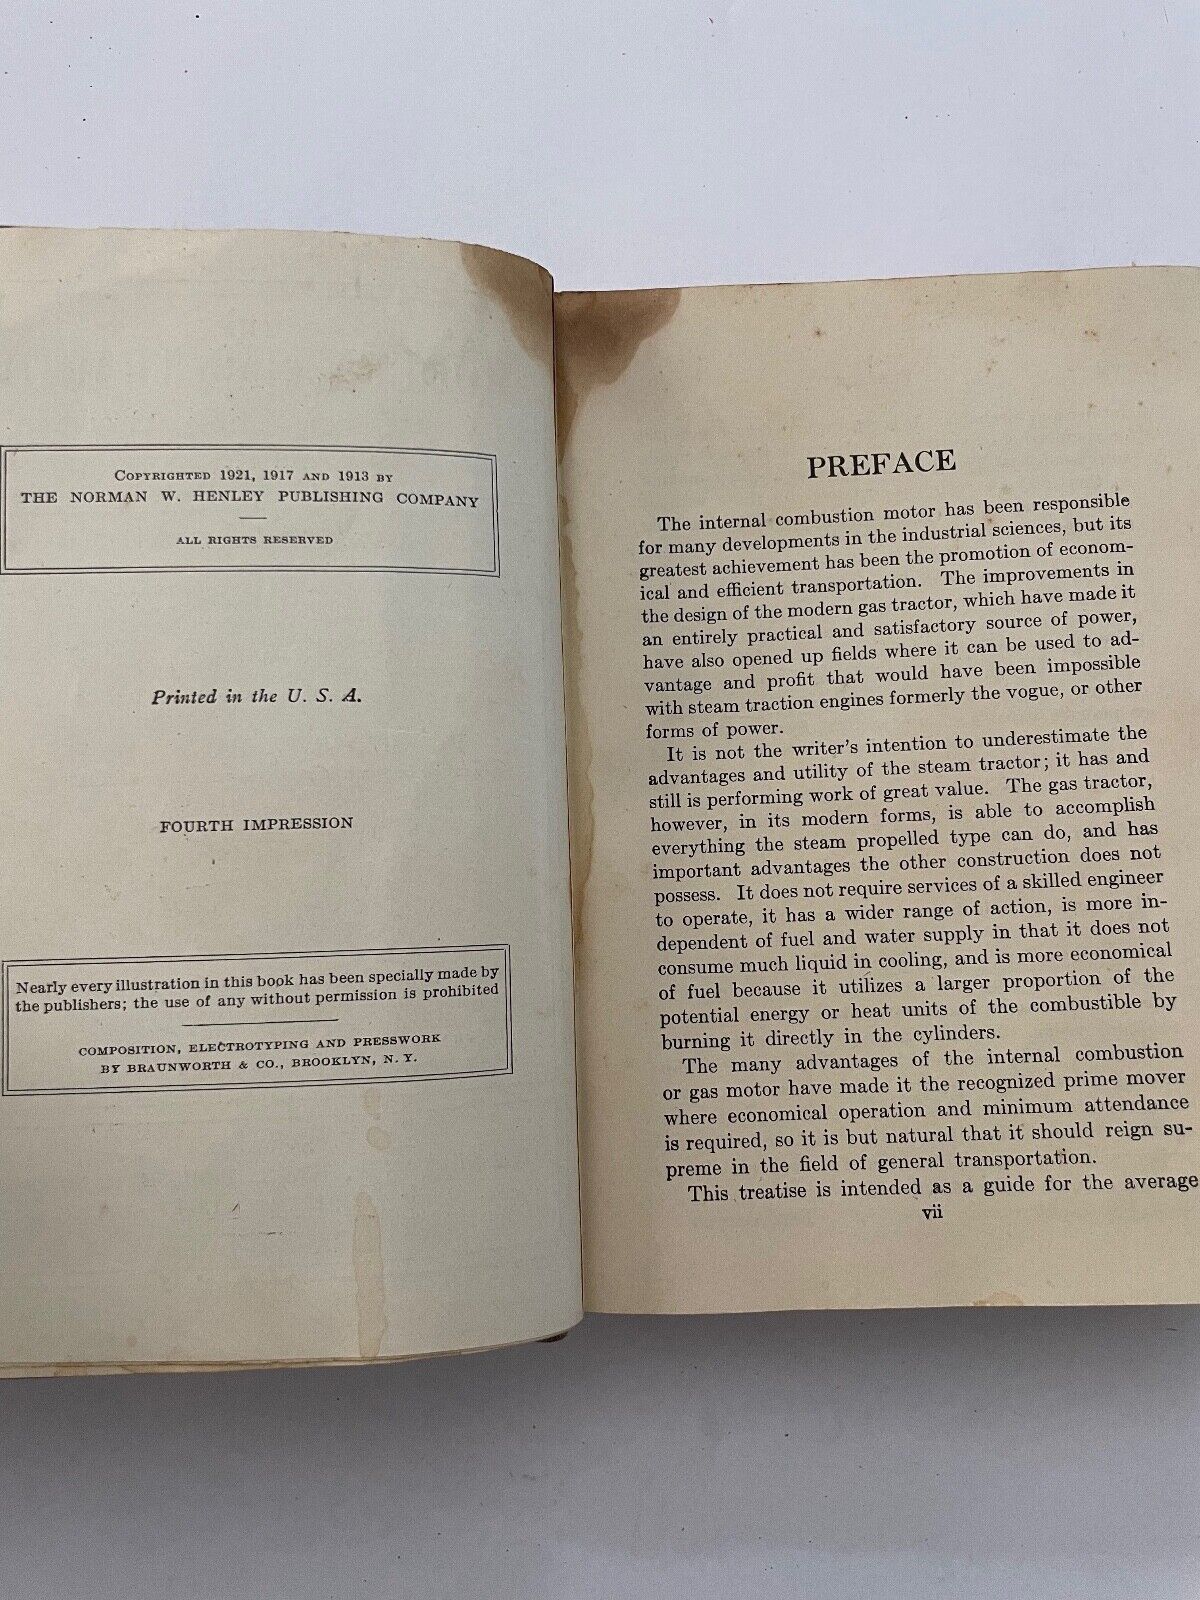 Copyrighted 1921, 1917 and 1913 by
THE NORMAN W. HENLEY PUBLISHING COMPANY
ALL RIGHTS RESERVED
Printed in the U. S. A.
FOURTH IMPRESSION
Nearly every illustration in this book has been specially made by
the publishers; the use of any without permission is prohibited
COMPOSITION, ELECTROTYPING AND PRESSWORK
BY BRAUNWORTH & CO., BROOKLYN, N. Y.
PREFACE
The internal combustion motor has been responsible
for many developments in the industrial sciences, but its
greatest achievement has been the promotion of econom-
ical and efficient transportation. The improvements in
the design of the modern gas tractor, which have made it
an entirely practical and satisfactory source of power,
have also opened up fields where it can be used to ad-
vantage and profit that would have been impossible
with steam traction engines formerly the vogue, or other
forms of power.
It is not the writer's intention to underestimate the
advantages and utility of the steam tractor; it has and
still is performing work of great value. The gas tractor,
however, in its modern forms, is able to accomplish
everything the steam propelled type can do, and has
important advantages the other construction does not
possess. It does not require services of a skilled engineer
to operate, it has a wider range of action, is more in-
dependent of fuel and water supply in that it does not
consume much liquid in cooling, and is more economical
of fuel because it utilizes a larger proportion of the
potential energy or heat units of the combustible by
burning it directly in the cylinders.
The many advantages of the internal combustion
or gas motor have made it the recognized prime mover
where economical operation and minimum attendance
is required, so it is but natural that it should reign su-
preme in the field of general transportation.
This treatise is intended as a guide for the average
vii